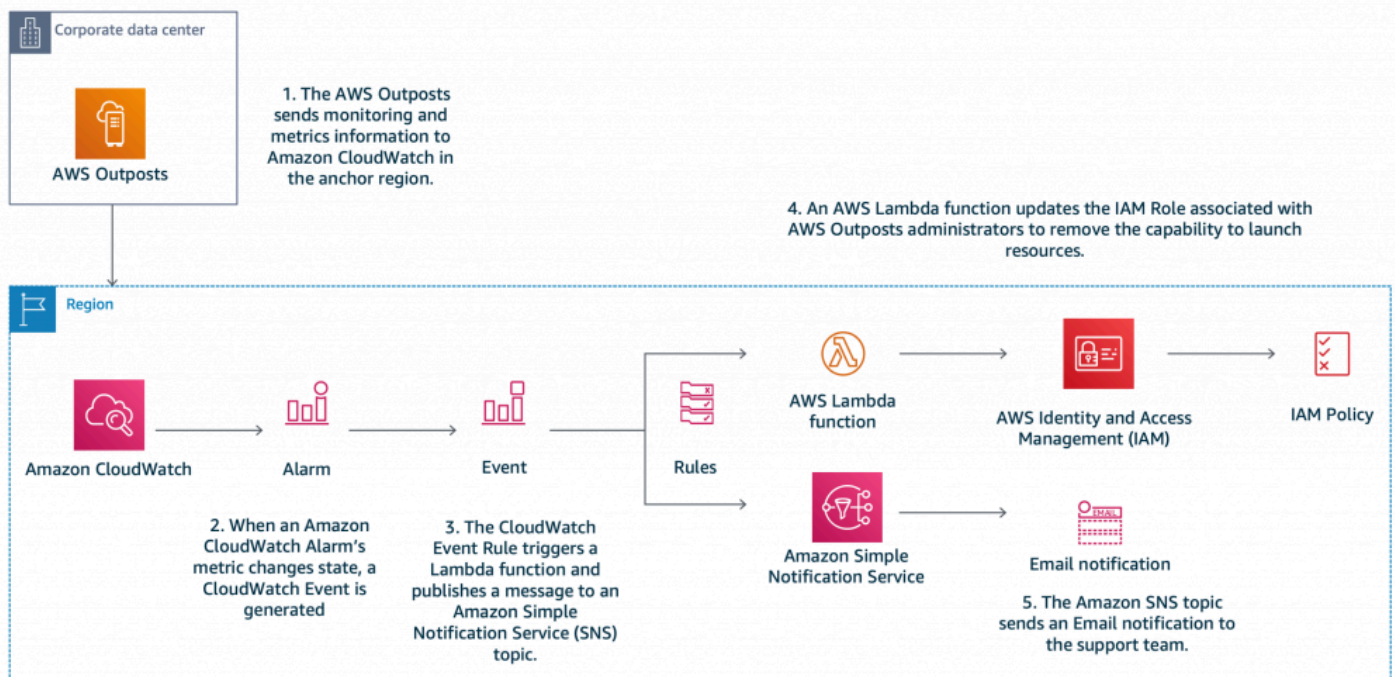 Corporate data center
AWS Outposts
1. The AWS Outposts
sends monitoring and
metrics information to
Amazon CloudWatch in
the anchor region.
4. An AWS Lambda function updates the IAM Role associated with
AWS Outposts administrators to remove the capability to launch
resources.
Region
Amazon CloudWatch
Alarm
Event
Rules
AWS Lambda
function
AWS Identity and Access
Management (IAM)
IAM Policy
2. When an Amazon
CloudWatch Alarm's
metric changes state, a
CloudWatch Event is
generated
3. The CloudWatch
Event Rule triggers a
Lambda function and
publishes a message to an
Amazon Simple
Notification Service (SNS)
topic.
Amazon Simple
Notification Service
EMAIL
Email notification
5. The Amazon SNS topic
sends an Email notification to
the support team.